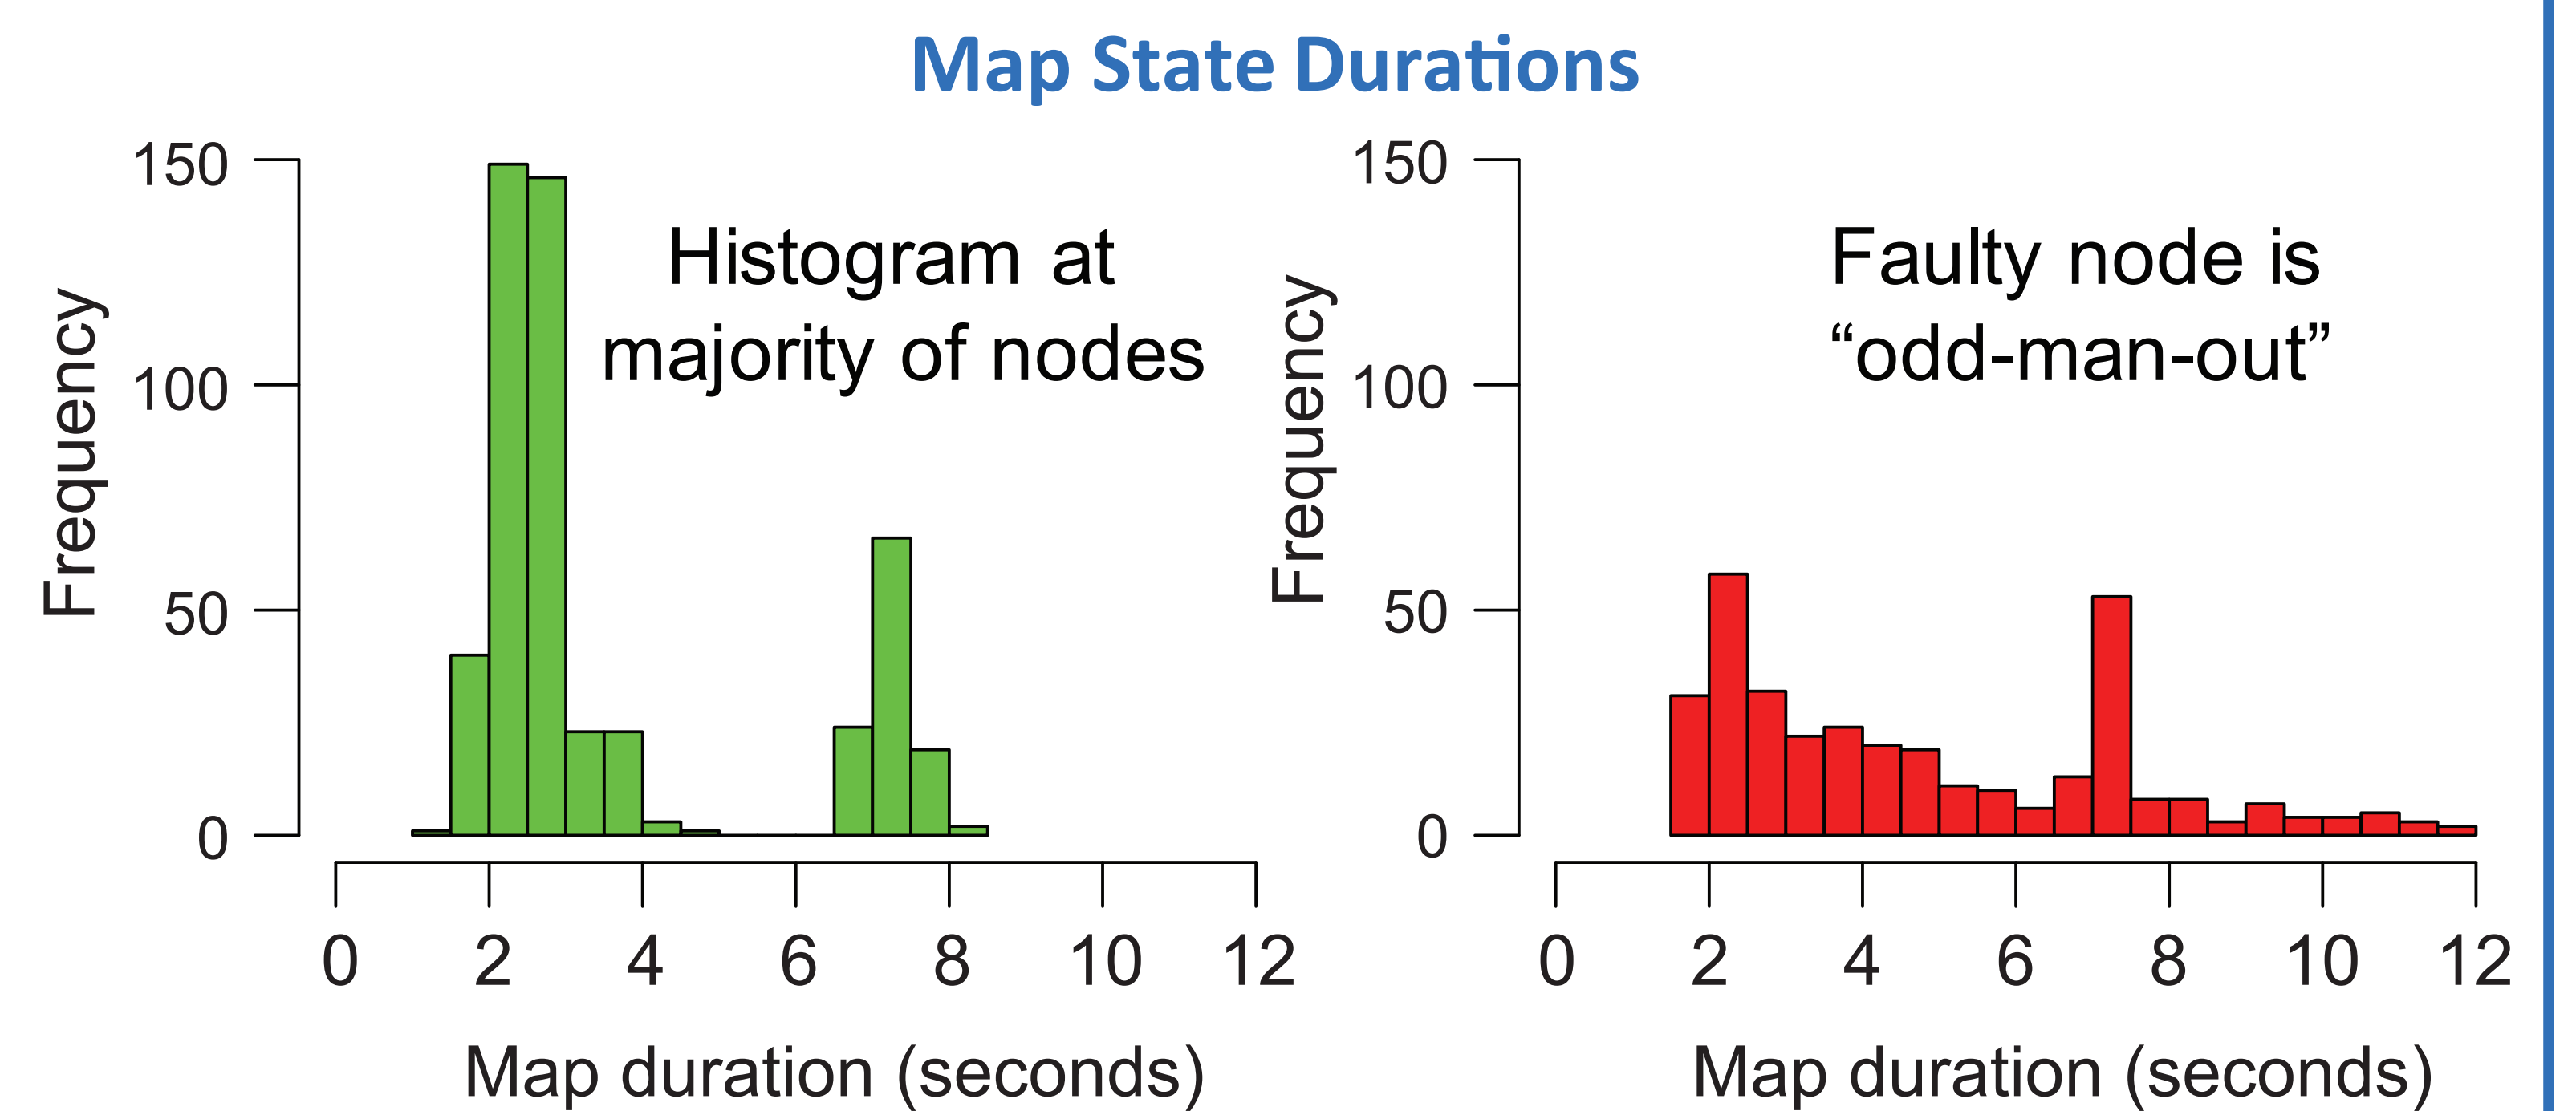 Map State Durations
150
100
50
0
Frequency
Histogram at
majority of nodes
0 2 4 6 8 10 12
Map duration (seconds)
150
100
50
0
Frequency
Faulty node is
“odd-man-out”
0 2 4 6 8 10 12
Map duration (seconds)